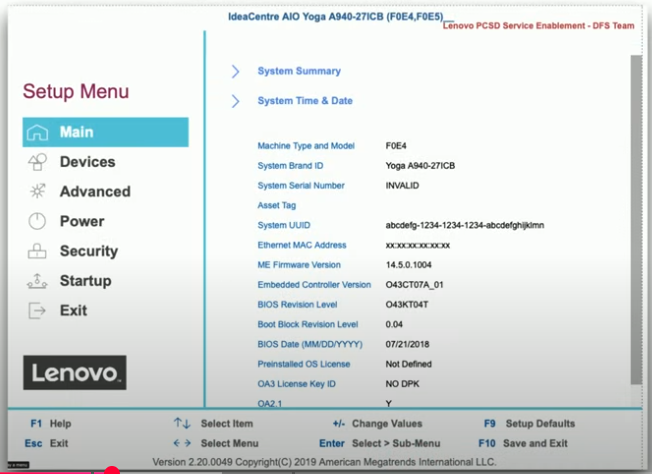 IdeaCentre AIO Yoga A940-27ICB (F0E4,F0E5)__
Lenovo PCSD Service Enablement - DFS Team
Setup Menu
Main
Devices
Advanced
Power
Security
Startup
Exit
Lenovo
System Summary
System Time & Date
Machine Type and Model F0E4
System Brand ID Yoga A940-27ICB
System Serial Number INVALID
Asset Tag
System UUID abcdefg-1234-1234-1234-abcdefghijklmn
Ethernet MAC Address xx:xx:xx:xx:xx:xx
ME Firmware Version 14.5.0.1004
Embedded Controller Version O43CT07A_01
BIOS Revision Level O43KT04T
Boot Block Revision Level 0.04
BIOS Date (MM/DD/YYYY) 07/21/2018
Preinstalled OS License Not Defined
OA3 License Key ID NO DPK
OA2.1 Y
F1 Help ↑↓ Select Item +/- Change Values F9 Setup Defaults
Esc Exit ←→ Select Menu Enter Select > Sub-Menu F10 Save and Exit
Version 2.20.0049 Copyright(C) 2019 American Megatrends International LLC.